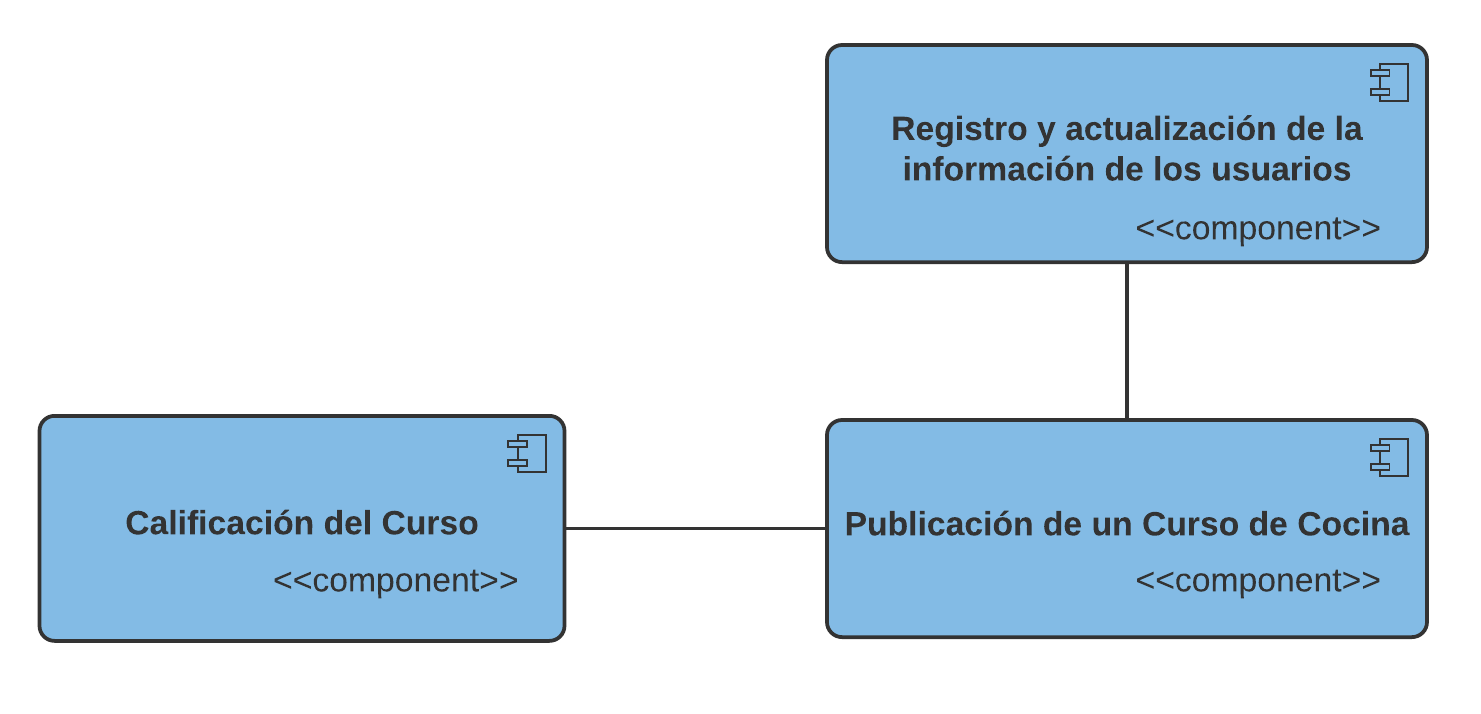 Registro y actualización de la
información de los usuarios
<<component>>
Calificación del Curso
<<component>>
Publicación de un Curso de Cocina
<<component>>